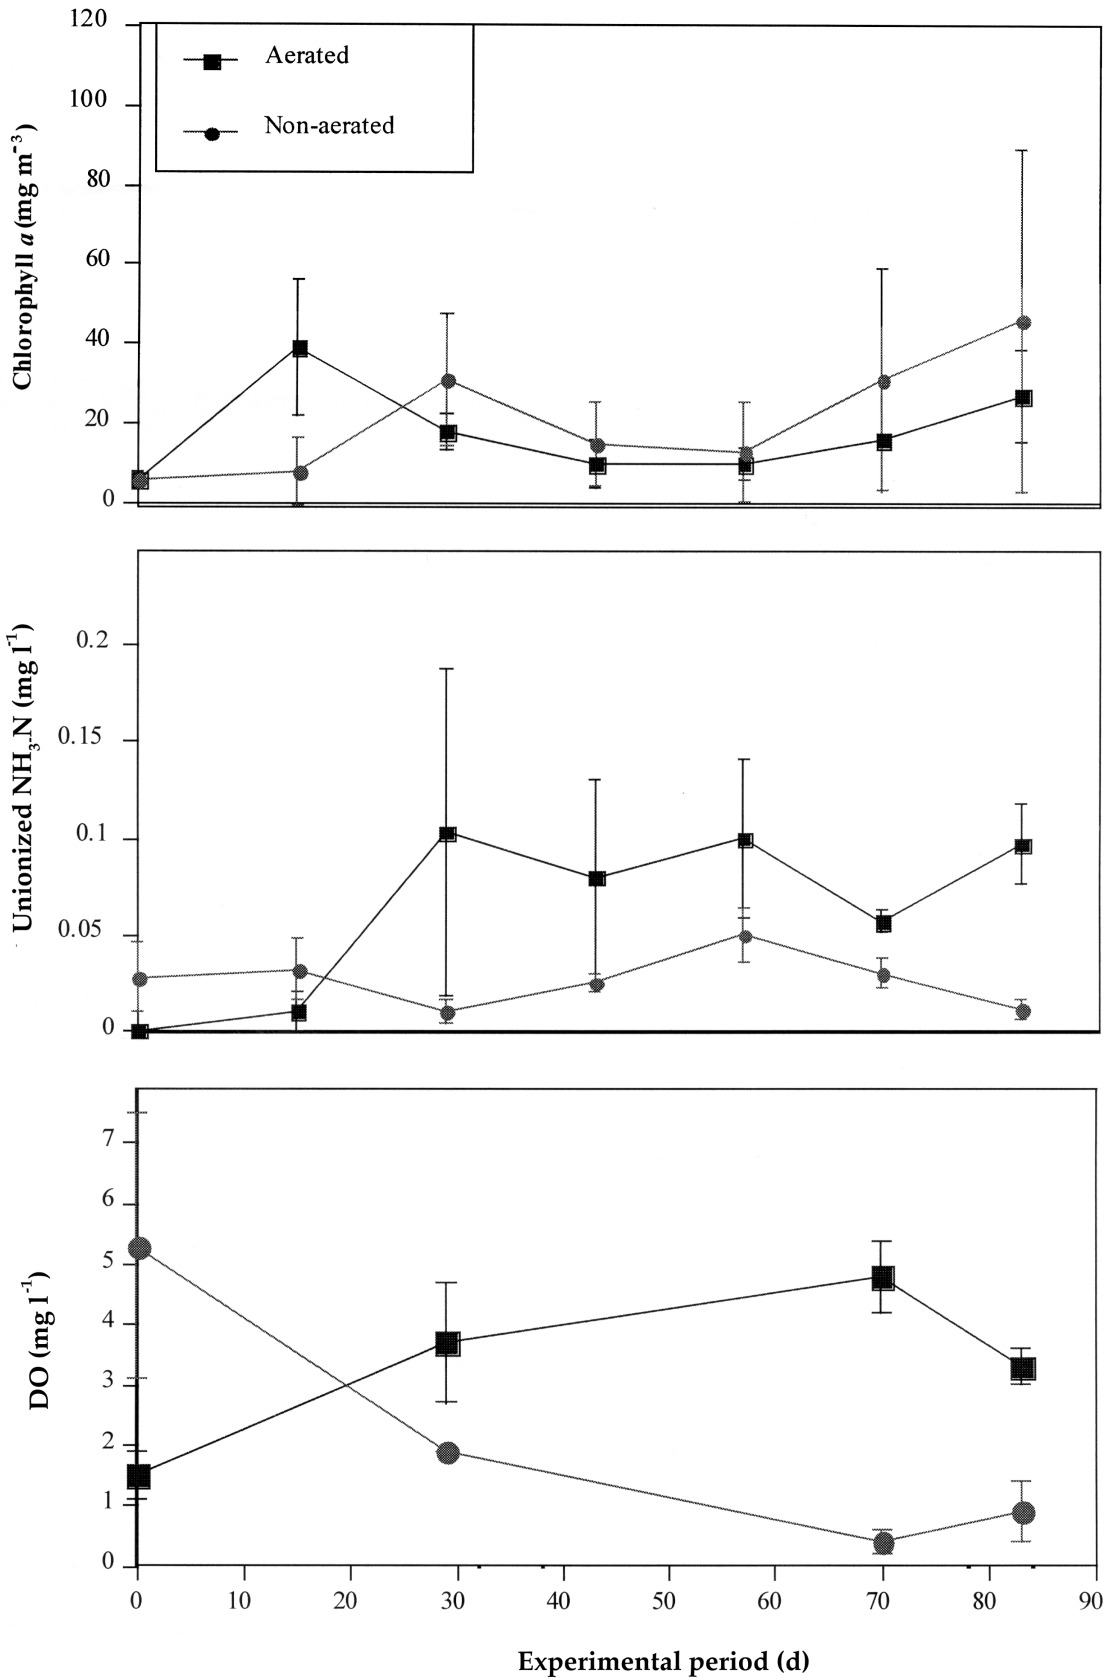 120
100
80
60
40
20
0
Chlorophyll a (mg m⁻³)
Aerated
Non-aerated
0.2
0.15
0.1
0.05
0
Unionized NH₃-N (mg l⁻¹)
7
6
5
4
3
2
1
0
DO (mg l⁻¹)
0 10 20 30 40 50 60 70 80 90
Experimental period (d)